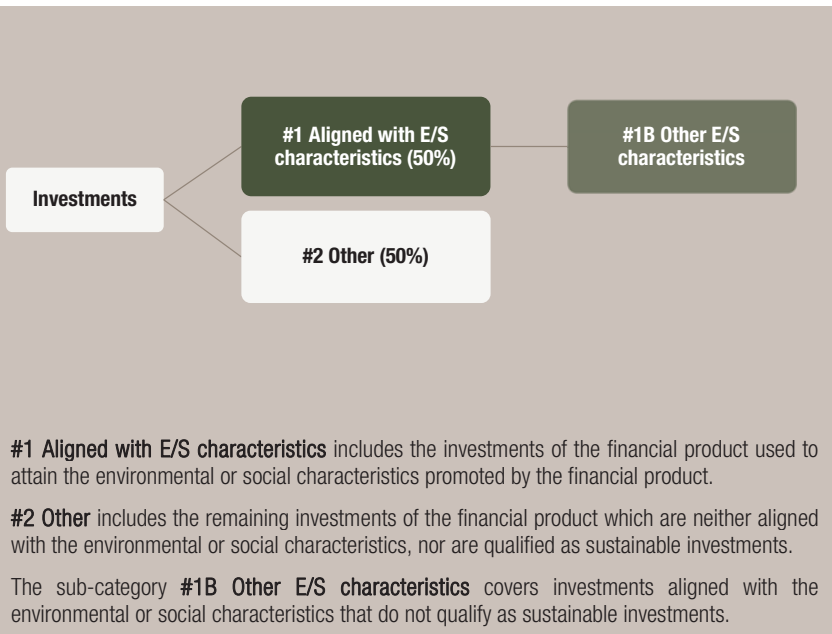 #1 Aligned with E/S
characteristics (50%)
#1B Other E/S
characteristics
Investments
#2 Other (50%)
#1 Aligned with E/S characteristics includes the investments of the financial product used to
attain the environmental or social characteristics promoted by the financial product.
#2 Other includes the remaining investments of the financial product which are neither aligned
with the environmental or social characteristics, nor are qualified as sustainable investments.
The sub-category #1B Other E/S characteristics covers investments aligned with the
environmental or social characteristics that do not qualify as sustainable investments.